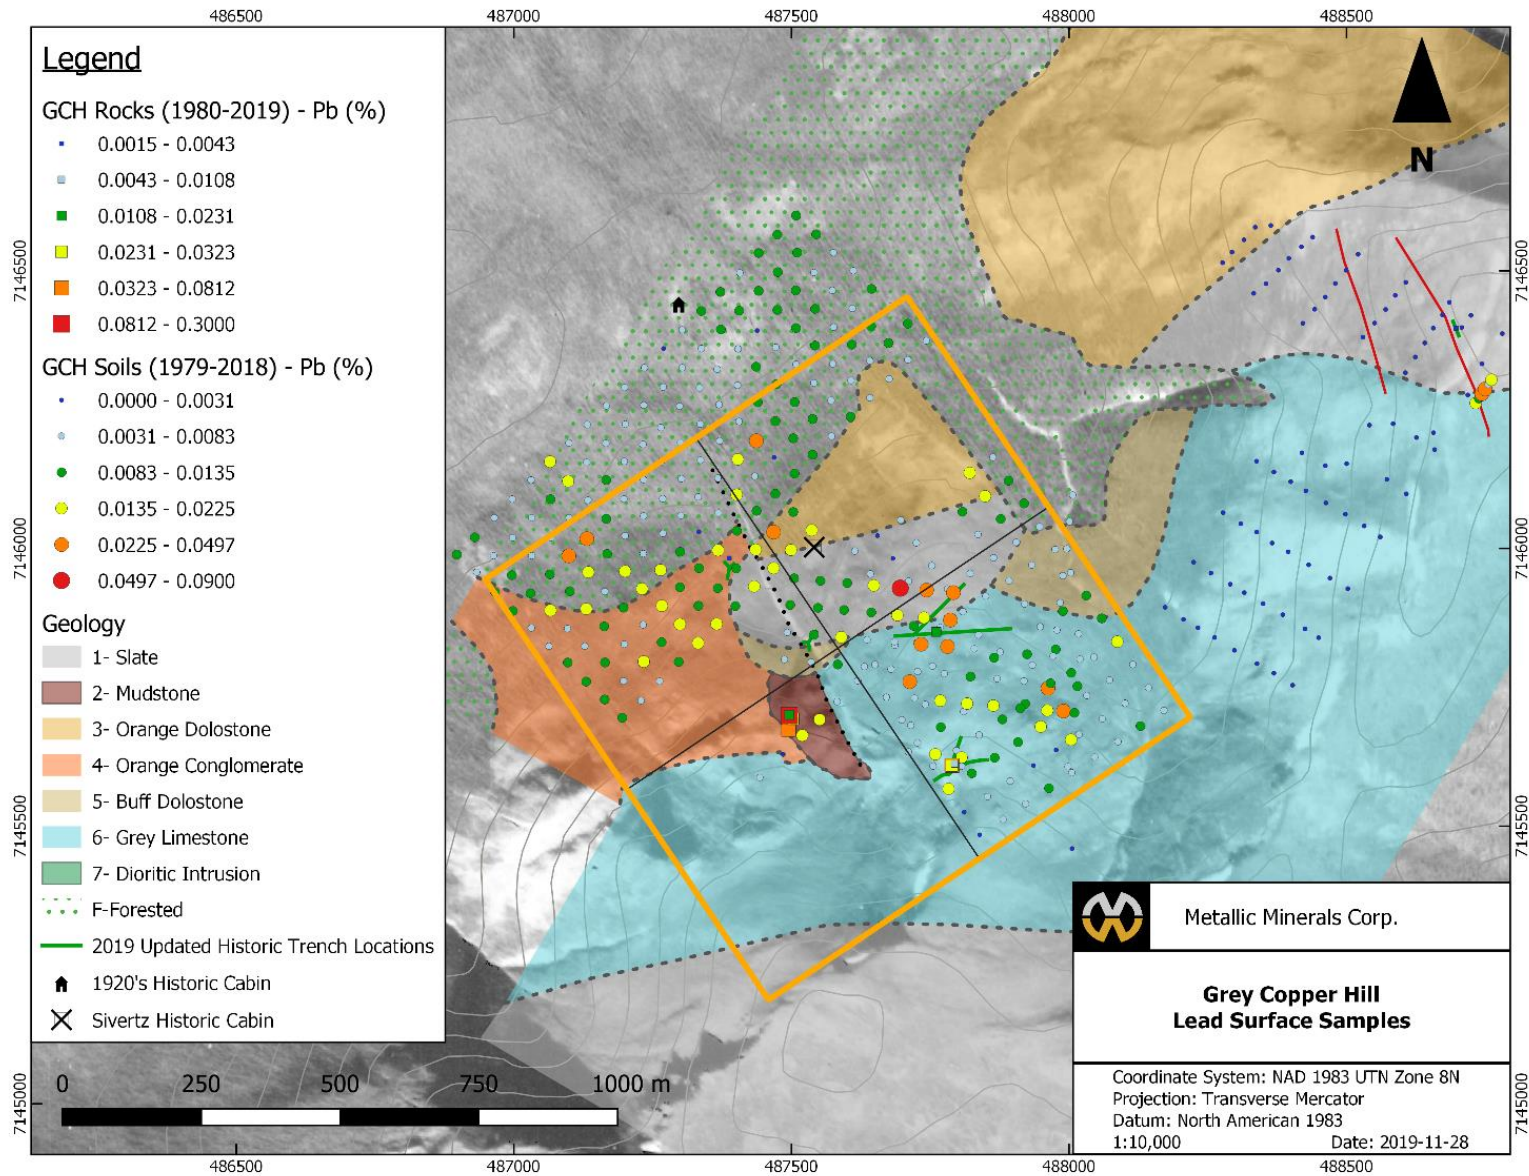 486500 487000 487500 488000 488500
Legend
GCH Rocks (1980-2019) - Pb (%)
0.0015 - 0.0043
0.0043 - 0.0108
0.0108 - 0.0231
0.0231 - 0.0323
0.0323 - 0.0812
0.0812 - 0.3000
GCH Soils (1979-2018) - Pb (%)
0.0000 - 0.0031
0.0031 - 0.0083
0.0083 - 0.0135
0.0135 - 0.0225
0.0225 - 0.0497
0.0497 - 0.0900
Geology
1- Slate
2- Mudstone
3- Orange Dolostone
4- Orange Conglomerate
5- Buff Dolostone
6- Grey Limestone
7- Dioritic Intrusion
F-Forested
2019 Updated Historic Trench Locations
1920's Historic Cabin
Sivertz Historic Cabin
0 250 500 750 1000 m
N
7146500
7146000
7145500
7145000
7146500
7146000
7145500
7145000
Metallic Minerals Corp.
Grey Copper Hill
Lead Surface Samples
Coordinate System: NAD 1983 UTN Zone 8N
Projection: Transverse Mercator
Datum: North American 1983
1:10,000 Date: 2019-11-28
486500 487000 487500 488000 488500